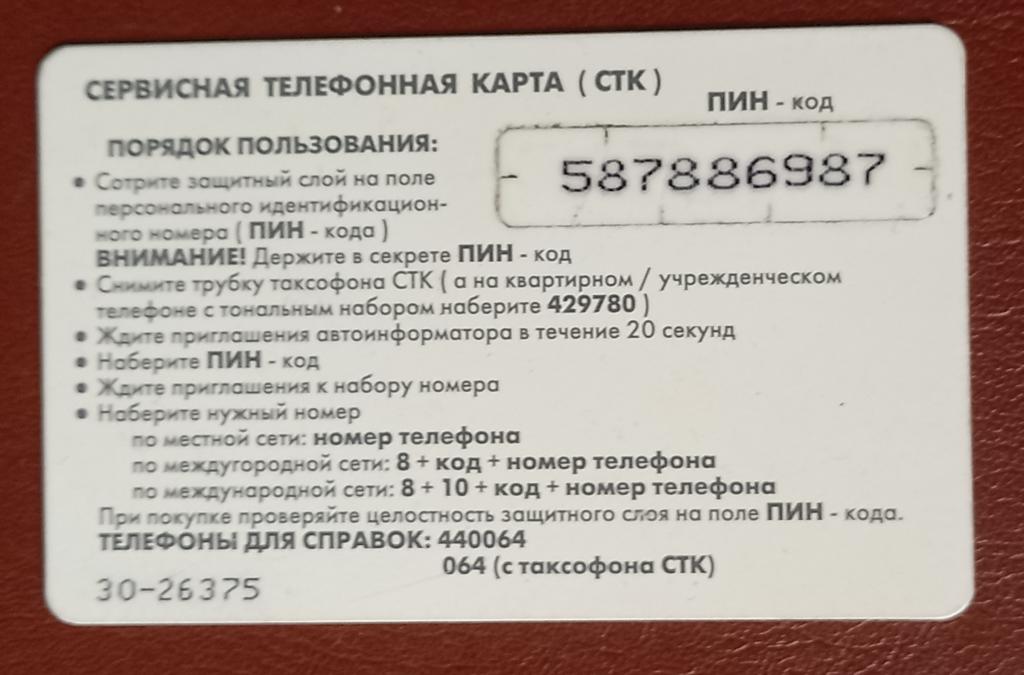 СЕРВИСНАЯ ТЕЛЕФОННАЯ КАРТА ( СТК )
ПИН - код
ПОРЯДОК ПОЛЬЗОВАНИЯ:
587886987
• Сотрите защитный слой на поле
персонального идентификацион-
ного номера ( ПИН - кода )
ВНИМАНИЕ! Держите в секрете ПИН - код
• Снимите трубку таксофона СТК ( а на квартирном / учрежденческом
телефоне с тональным набором наберите 429780 )
• Ждите приглашения автоинформатора в течение 20 секунд
• Наберите ПИН - код
• Ждите приглашения к набору номера
• Наберите нужный номер
по местной сети: номер телефона
по междугородной сети: 8 + код + номер телефона
по международной сети: 8 + 10 + код + номер телефона
При покупке проверяйте целостность защитного слоя на поле ПИН - кода.
ТЕЛЕФОНЫ ДЛЯ СПРАВОК: 440064
064 (с таксофона СТК)
30-26375